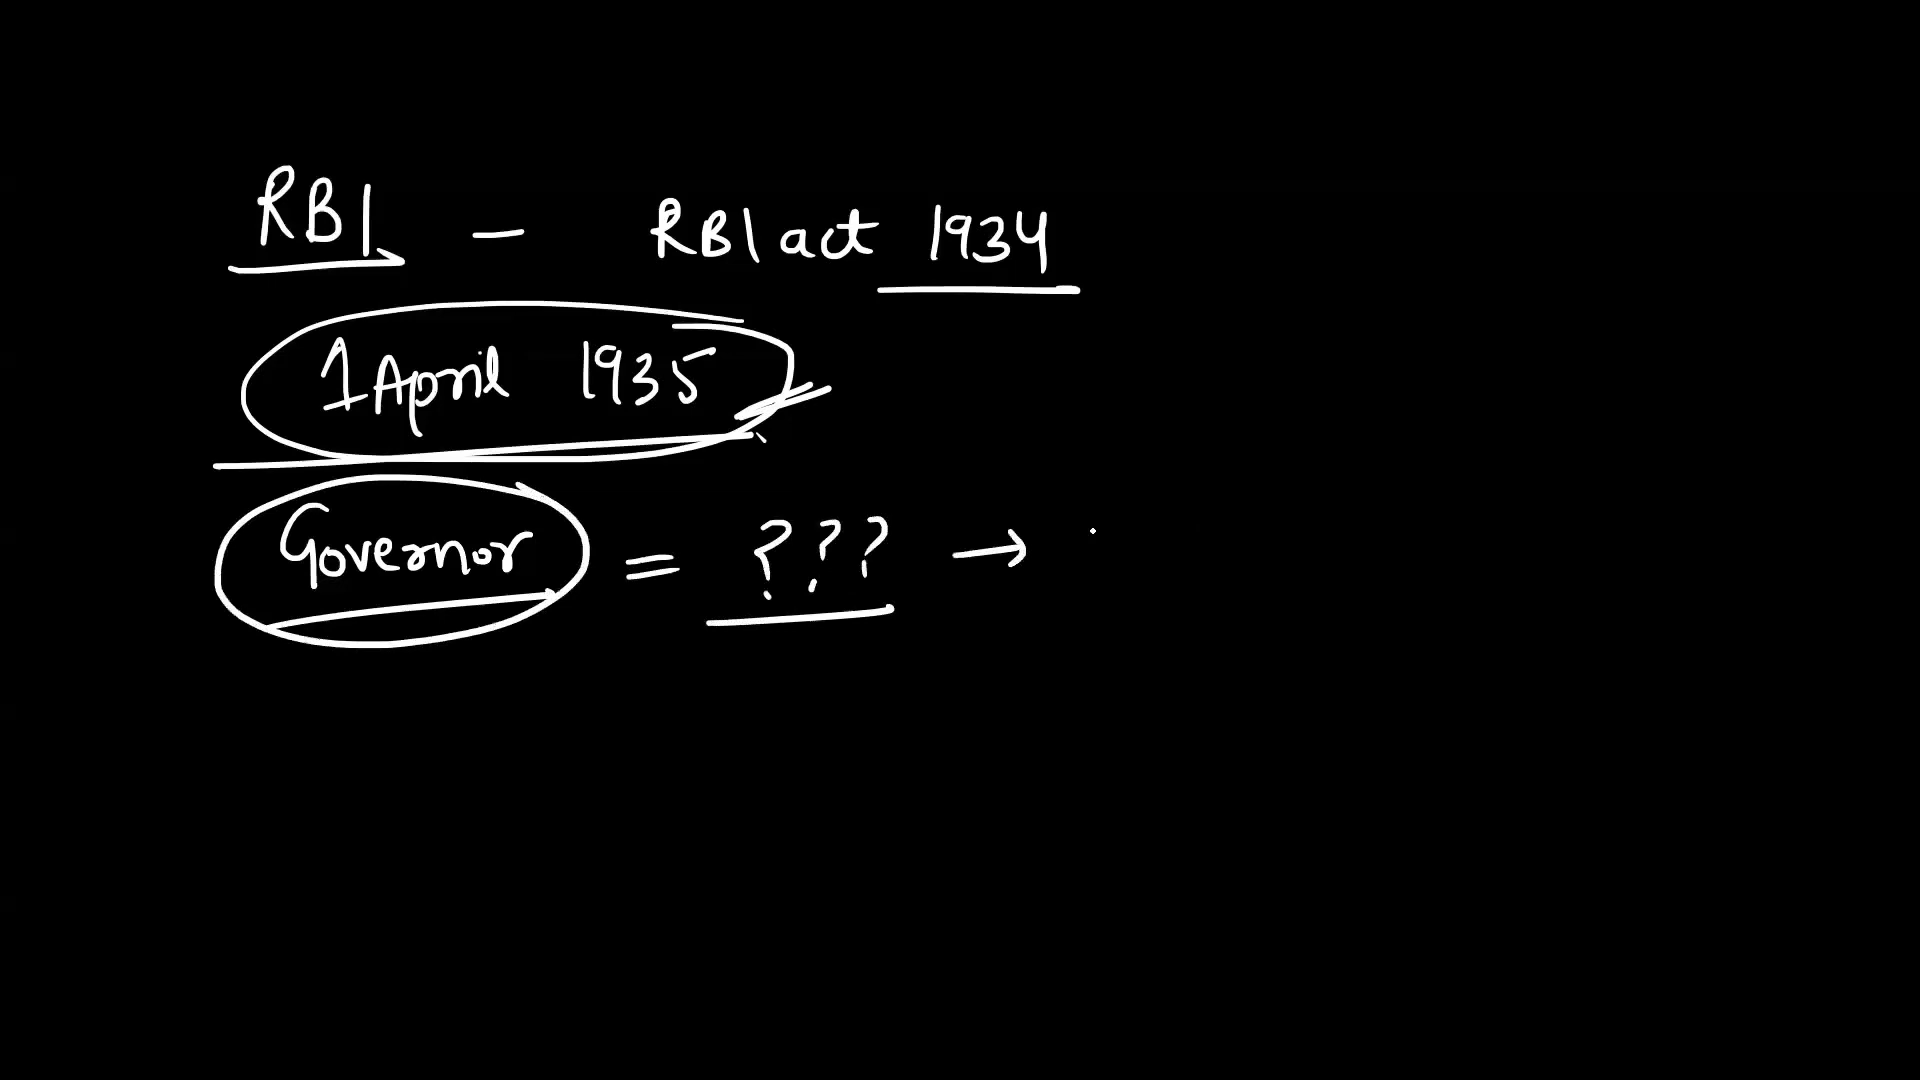 RBI - RBI act 1934
1 April 1935
Governor = ??? →